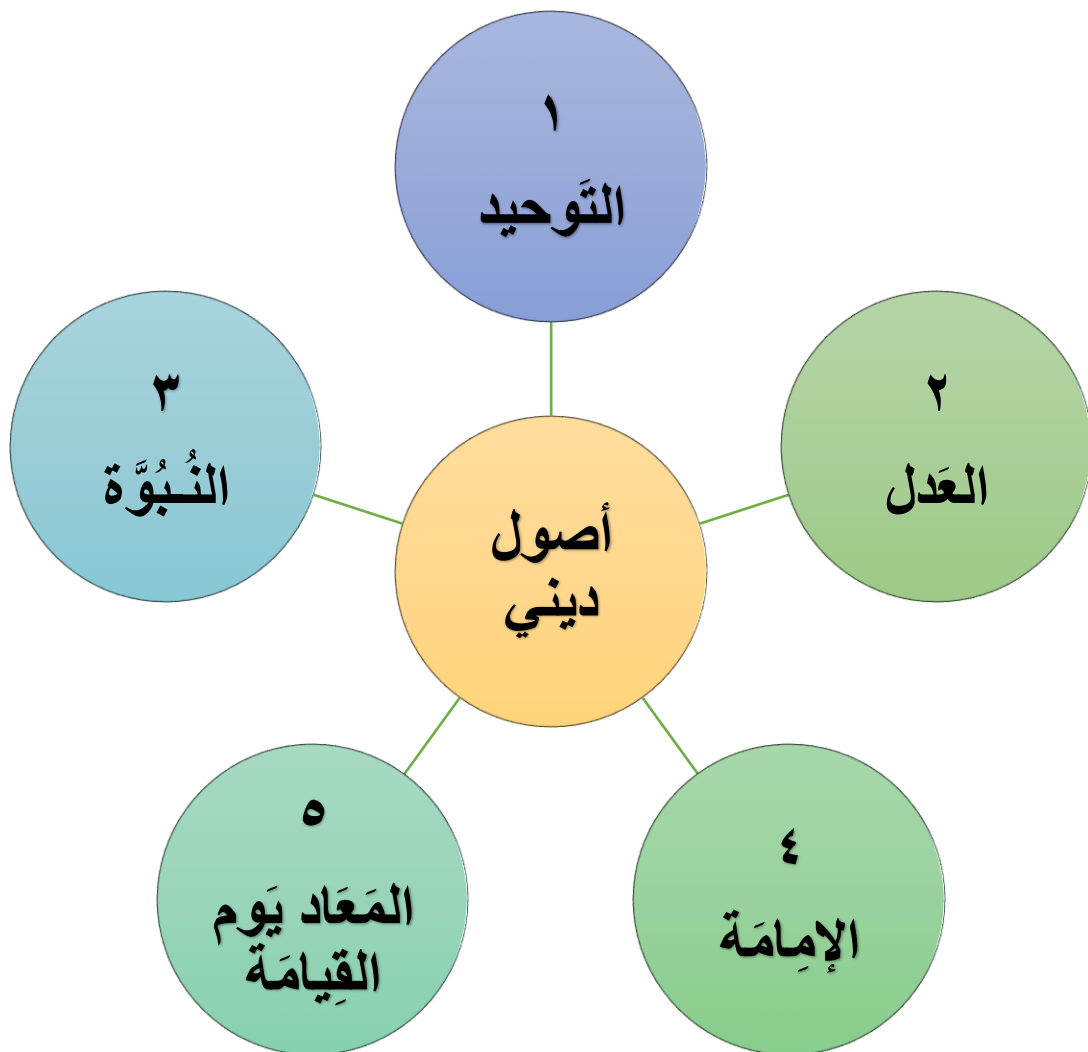 ١
التَوحيد
٢
العَدل
٣
النُـبُوَّة
أصول
ديني
٤
الإمِامَة
٥
المَعَاد يَوم
القِيامَة